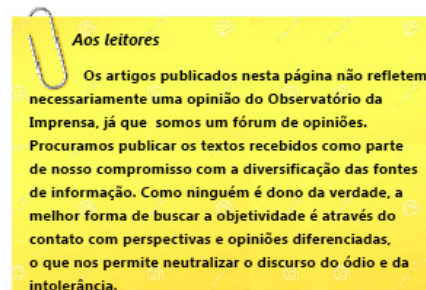 Aos leitores
Os artigos publicados nesta página não refletem
necessariamente uma opinião do Observatório da
Imprensa, já que somos um fórum de opiniões.
Procuramos publicar os textos recebidos como parte
de nosso compromisso com a diversificação das fontes
de informação. Como ninguém é dono da verdade, a
melhor forma de buscar a objetividade é através do
contato com perspectivas e opiniões diferenciadas,
o que nos permite neutralizar o discurso do ódio e da
intolerância.